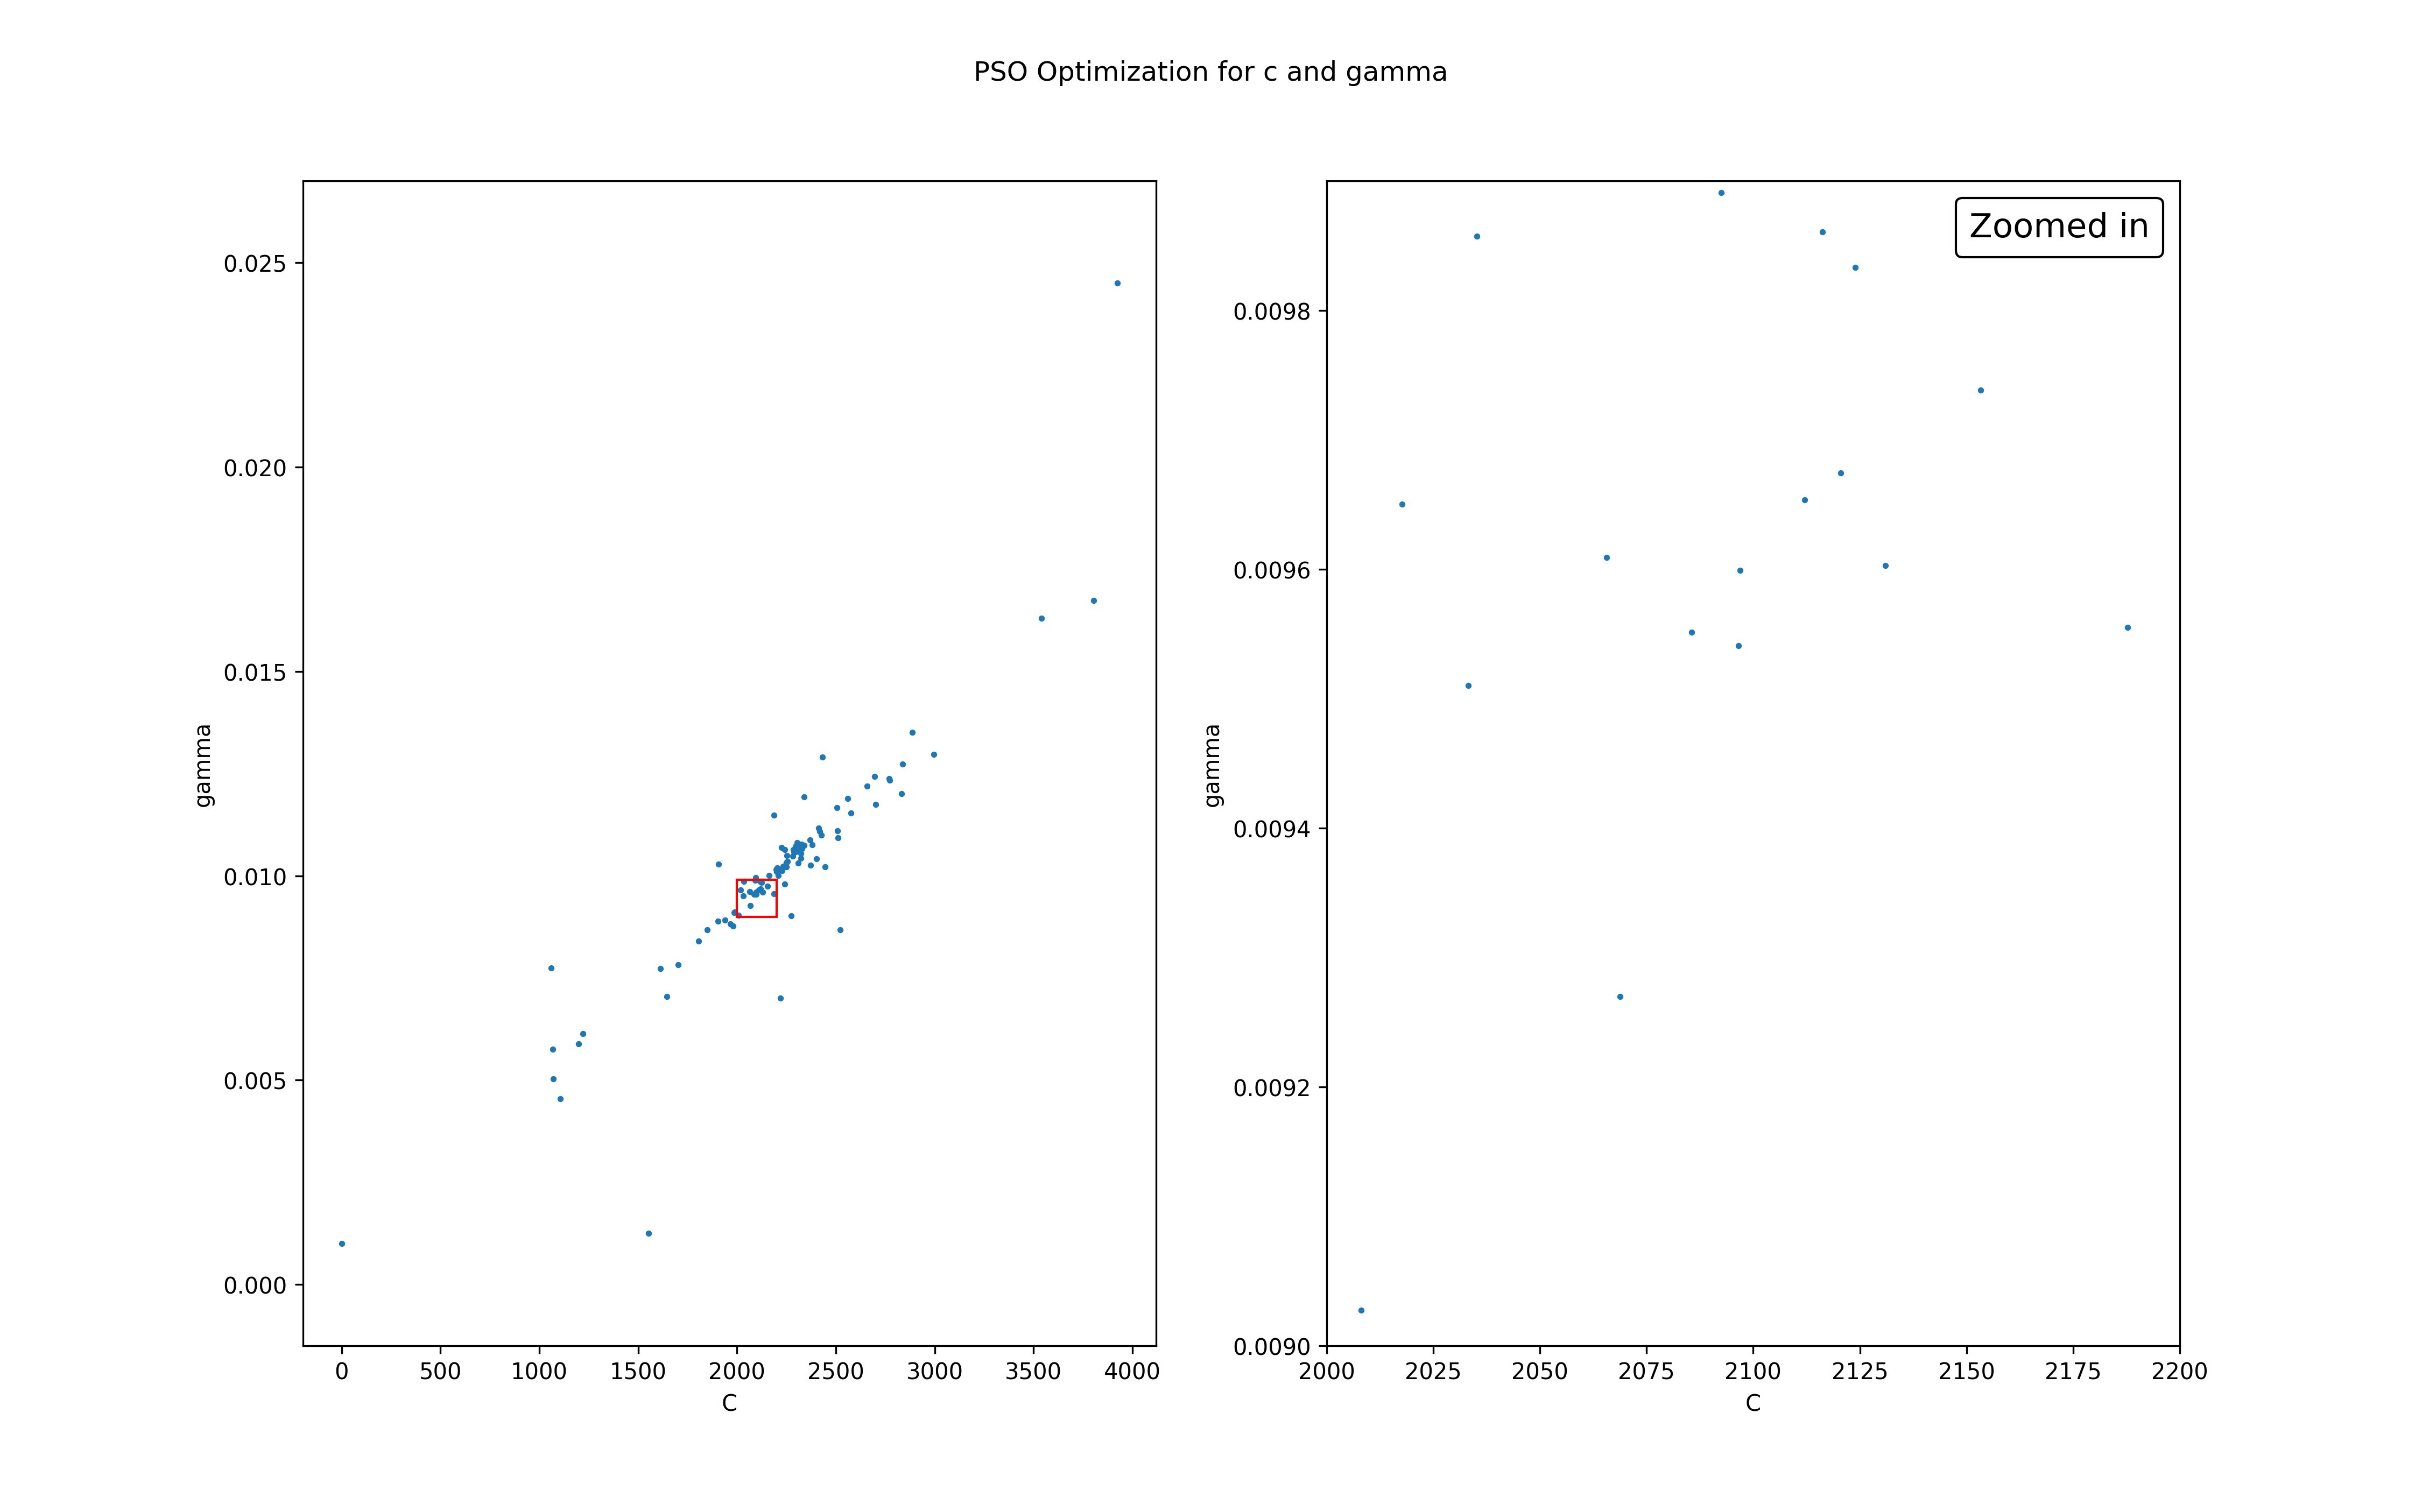 PSO Optimization for c and gamma
0.025
0.020
0.015
0.010
0.005
0.000
gamma
0 500 1000 1500 2000 2500 3000 3500 4000
C
Zoomed in
0.0098
0.0096
0.0094
0.0092
0.0090
gamma
2000 2025 2050 2075 2100 2125 2150 2175 2200
C